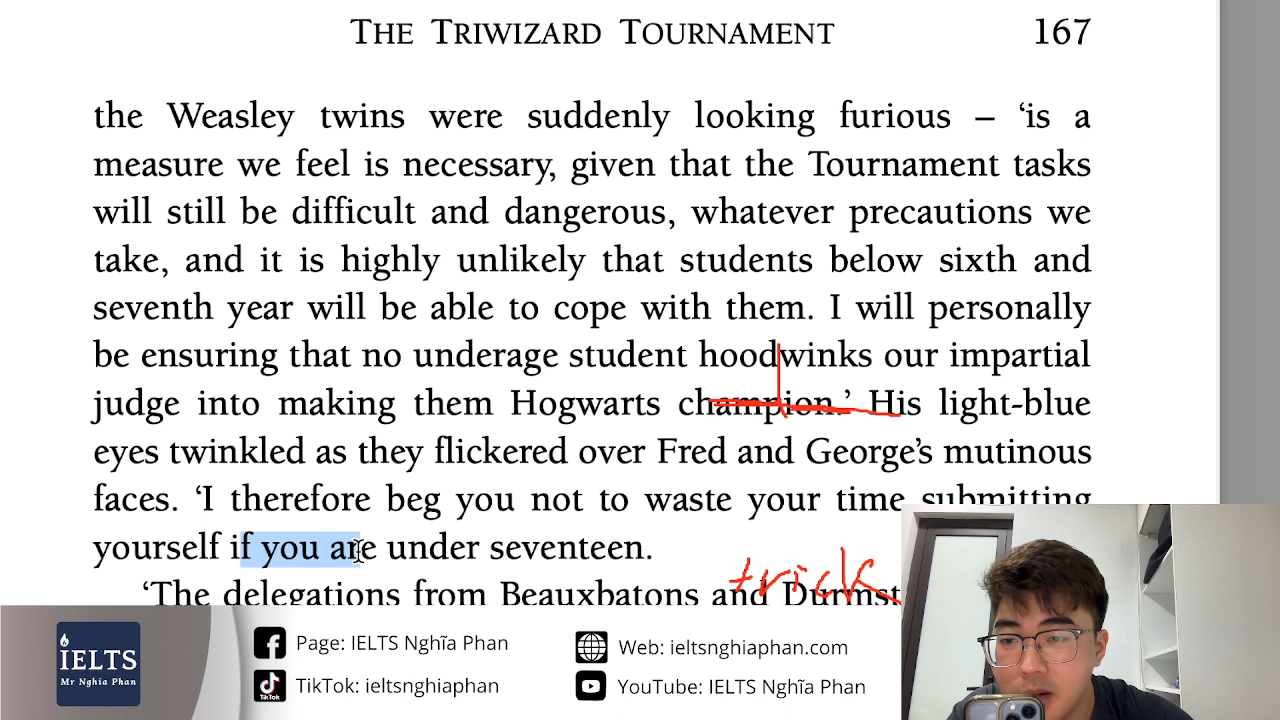 THE TRIWIZARD TOURNAMENT 167
the Weasley twins were suddenly looking furious – ‘is a
measure we feel is necessary, given that the Tournament tasks
will still be difficult and dangerous, whatever precautions we
take, and it is highly unlikely that students below sixth and
seventh year will be able to cope with them. I will personally
be ensuring that no underage student hoodwinks our impartial
judge into making them Hogwarts champion.’ His light-blue
eyes twinkled as they flickered over Fred and George’s mutinous
faces. ‘I therefore beg you not to waste your time submitting
yourself if you are under seventeen.
trick
‘The delegations from Beauxbatons and
IELTS
Mr Nghia Phan
Page: IELTS Nghĩa Phan
TikTok
TikTok: ieltsnghiaphan
Web: ieltsnghiaphan.com
YouTube: IELTS Nghĩa Phan